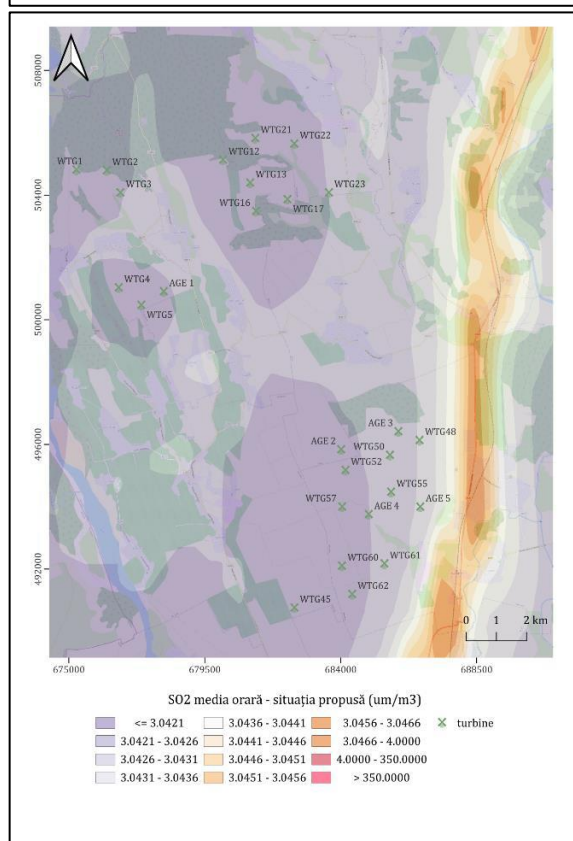 508000
WTG21
WTG22
WTG12
WTG1
WTG2
WTG13
WTG3
WTG23
504000
WTG16
WTG17
WTG4
AGE 1
WTG5
500000
AGE 3
WTG48
AGE 2
WTG50
496000
WTG52
WTG55
WTG57
AGE 5
AGE 4
WTG60
WTG61
492000
WTG62
WTG45
0 1 2 km
675000 679500 684000 688500
SO2 media orară - situația propusă (um/m3)
<= 3.0421 3.0436 - 3.0441 3.0456 - 3.0466 turbine
3.0421 - 3.0426 3.0441 - 3.0446 3.0466 - 4.0000
3.0426 - 3.0431 3.0446 - 3.0451 4.0000 - 350.0000
3.0431 - 3.0436 3.0451 - 3.0456 > 350.0000